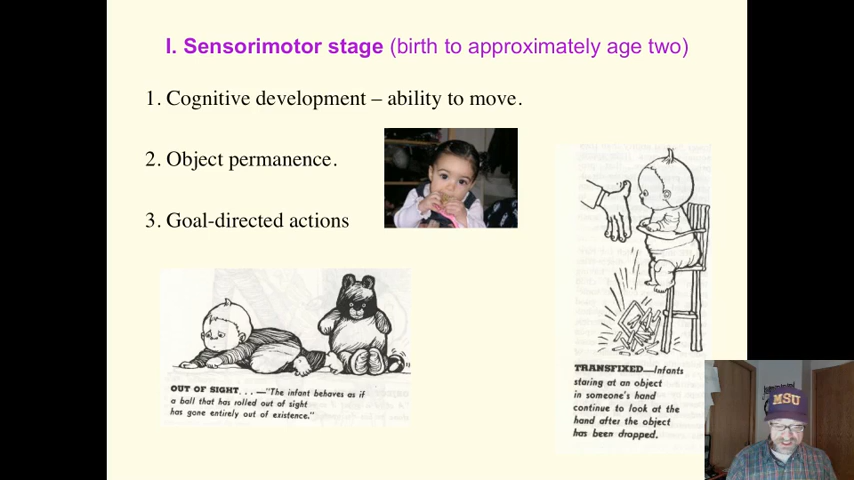 I. Sensorimotor stage (birth to approximately age two)
1. Cognitive development – ability to move.
2. Object permanence.
3. Goal-directed actions
OUT OF SIGHT. . . —"The infant behaves as if
a ball that has rolled out of sight
has gone entirely out of existence."
TRANSFIXED—Infants
staring at an object
in someone's hand
continue to look at the
hand after the object
has been dropped.
MSU